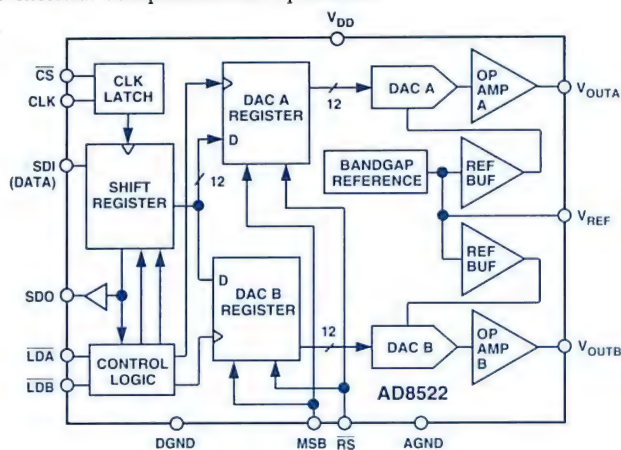 V_DD
CS
CLK
CLK
LATCH
SDI
(DATA)
SHIFT
REGISTER
SDO
LDA
LDB
CONTROL
LOGIC
12
DAC A
REGISTER
D
12
DAC A
OP
AMP
A
V_OUTA
BANDGAP
REFERENCE
REF
BUF
V_REF
REF
BUF
D
DAC B
REGISTER
12
DAC B
OP
AMP
B
V_OUTB
AD8522
DGND
MSB
RS
AGND